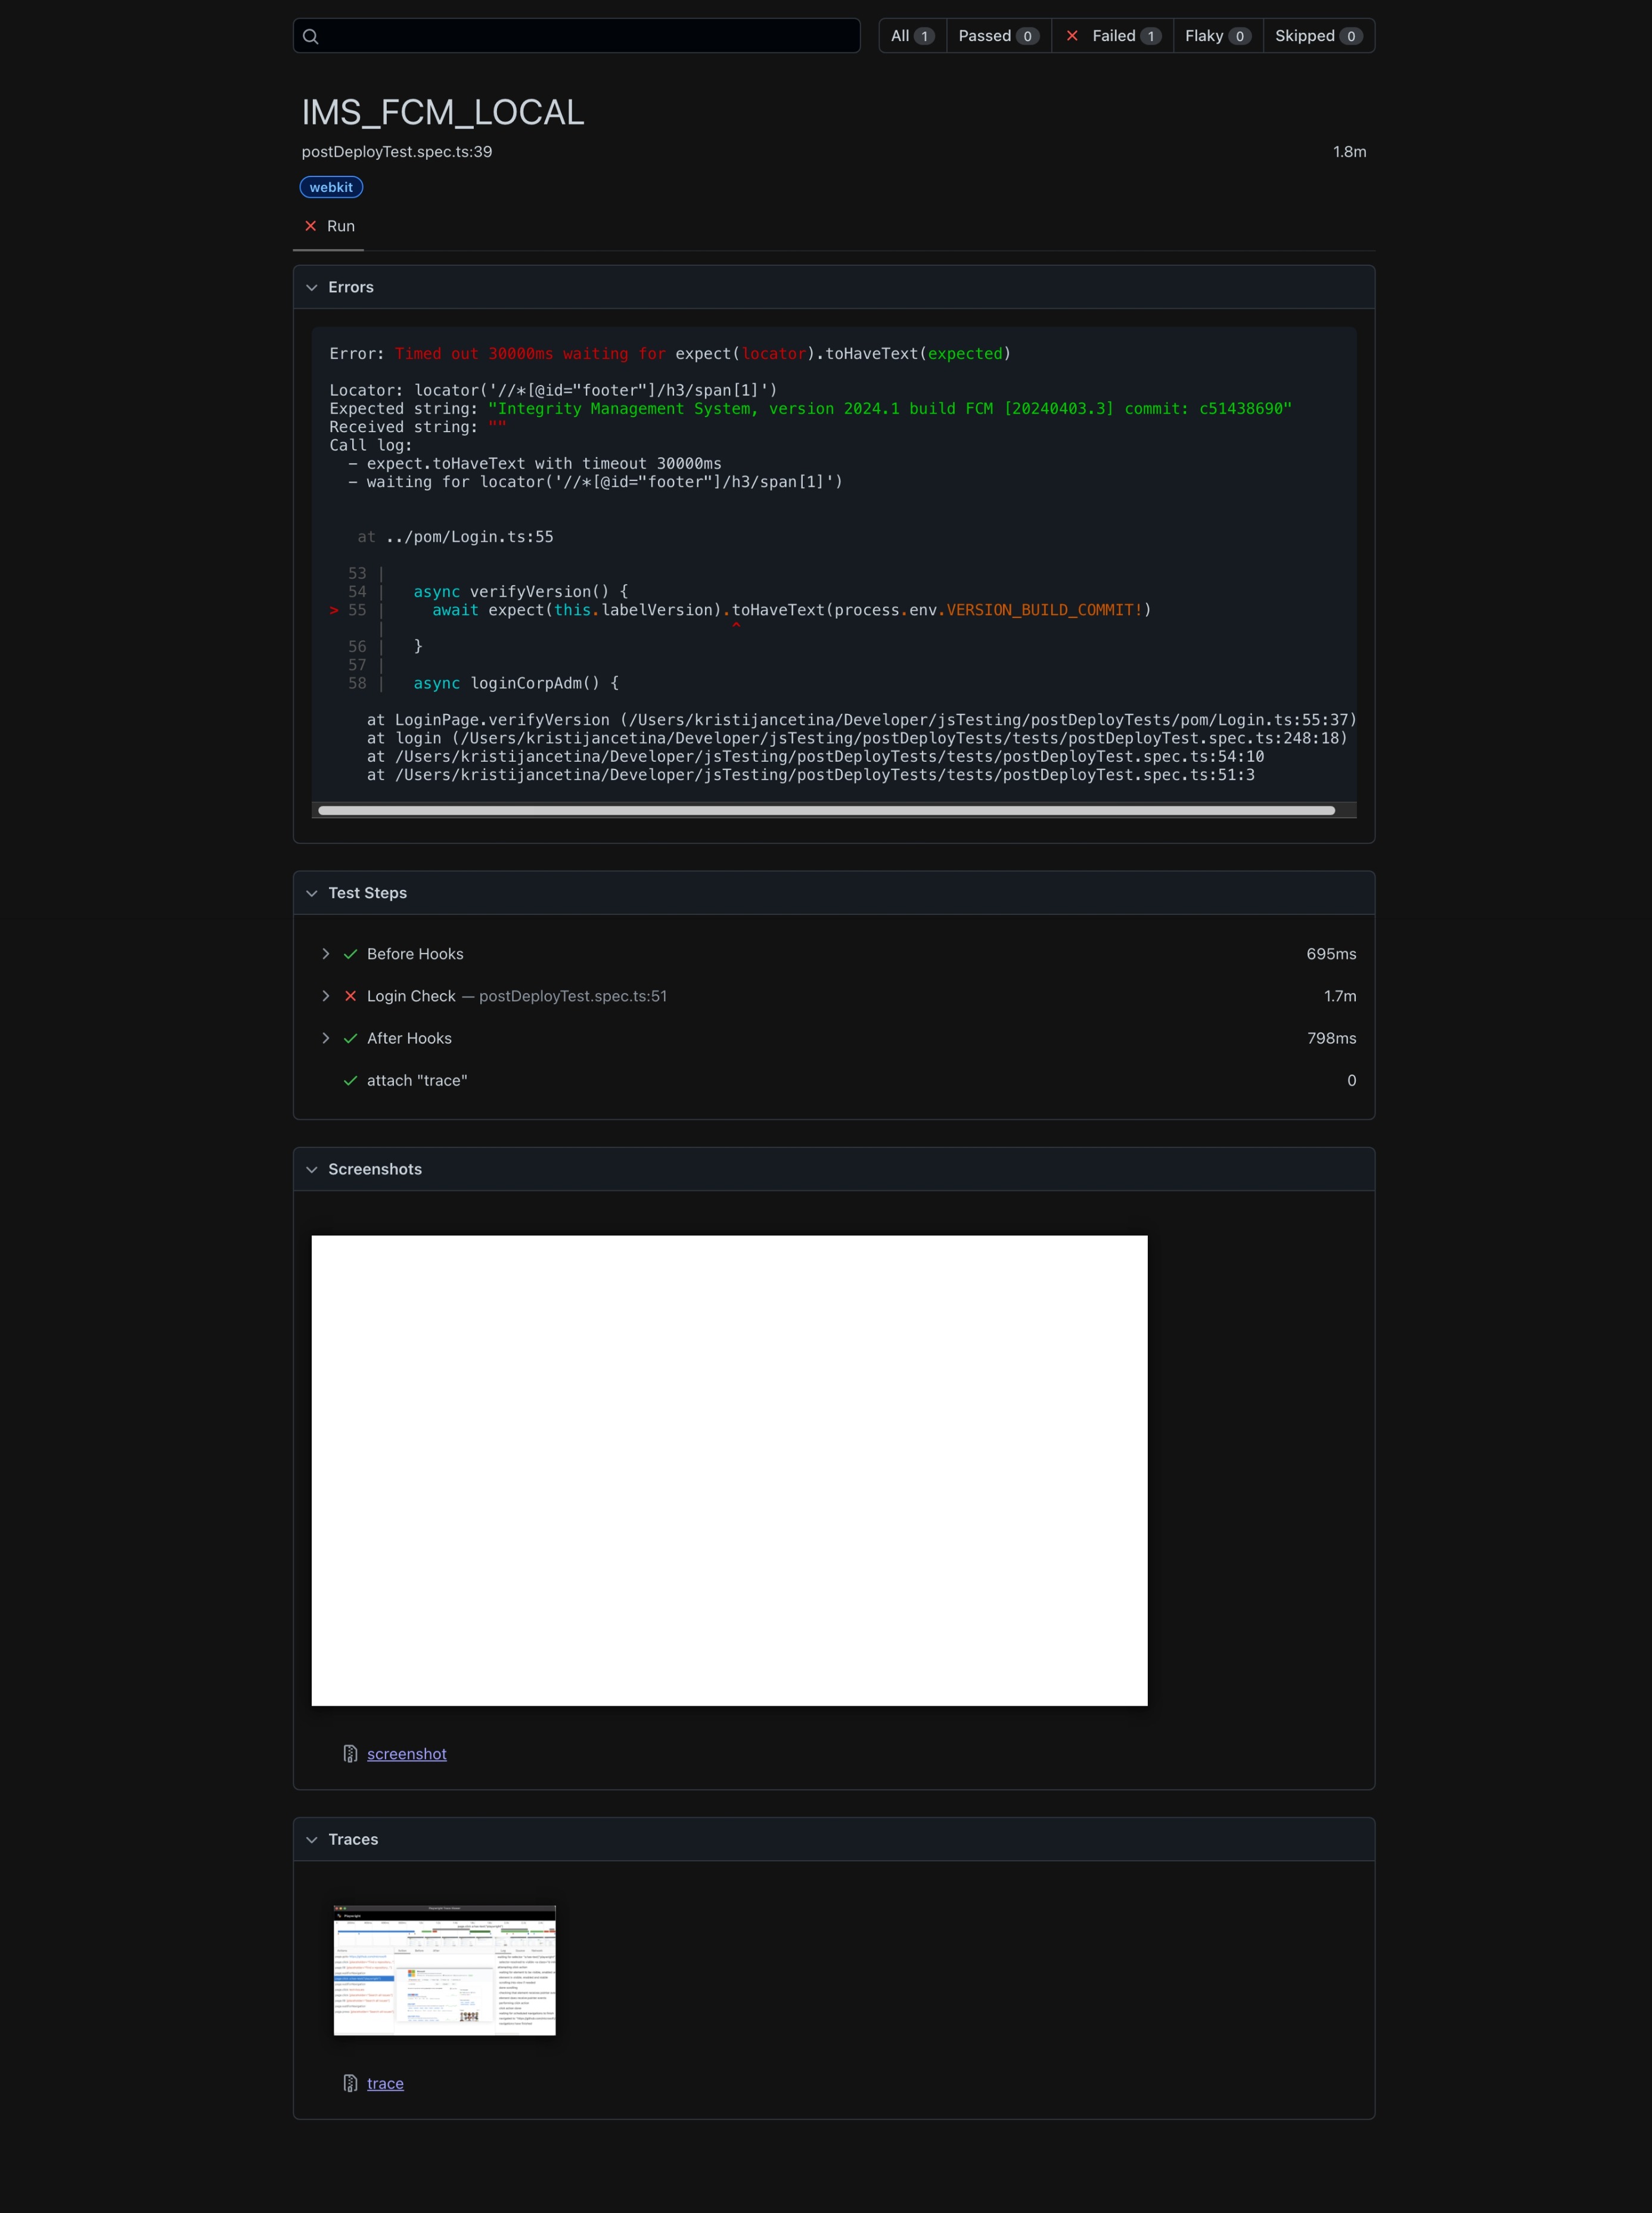 All 1 Passed 0 Failed 1 Flaky 0 Skipped 0
IMS_FCM_LOCAL
postDeployTest.spec.ts:39 1.8m
webkit
Run
Errors
Error: Timed out 30000ms waiting for expect(locator).toHaveText(expected)
Locator: locator('//*[@id="footer"]/h3/span[1]')
Expected string: "Integrity Management System, version 2024.1 build FCM [20240403.3] commit: c51438690"
Received string: ""
Call log:
- expect.toHaveText with timeout 30000ms
- waiting for locator('//*[@id="footer"]/h3/span[1]')
at ../pom/Login.ts:55
53 |
54 | async verifyVersion() {
> 55 | await expect(this.labelVersion).toHaveText(process.env.VERSION_BUILD_COMMIT!)
| ^
56 | }
57 |
58 | async loginCorpAdm() {
at LoginPage.verifyVersion (/Users/kristijancetina/Developer/jsTesting/postDeployTests/pom/Login.ts:55:37)
at login (/Users/kristijancetina/Developer/jsTesting/postDeployTests/tests/postDeployTest.spec.ts:248:18)
at /Users/kristijancetina/Developer/jsTesting/postDeployTests/tests/postDeployTest.spec.ts:54:10
at /Users/kristijancetina/Developer/jsTesting/postDeployTests/tests/postDeployTest.spec.ts:51:3
Test Steps
Before Hooks 695ms
Login Check — postDeployTest.spec.ts:51 1.7m
After Hooks 798ms
attach "trace" 0
Screenshots
screenshot
Traces
trace